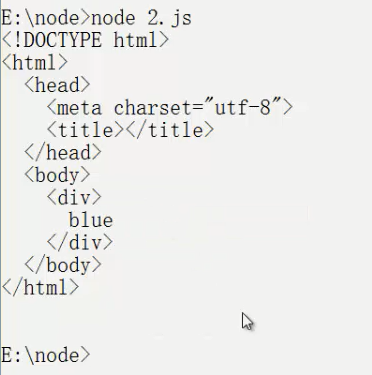 E:\node>node 2.js
<!DOCTYPE html>
<html>
  <head>
    <meta charset="utf-8">
    <title></title>
  </head>
  <body>
    <div>
      blue
    </div>
  </body>
</html>
E:\node>